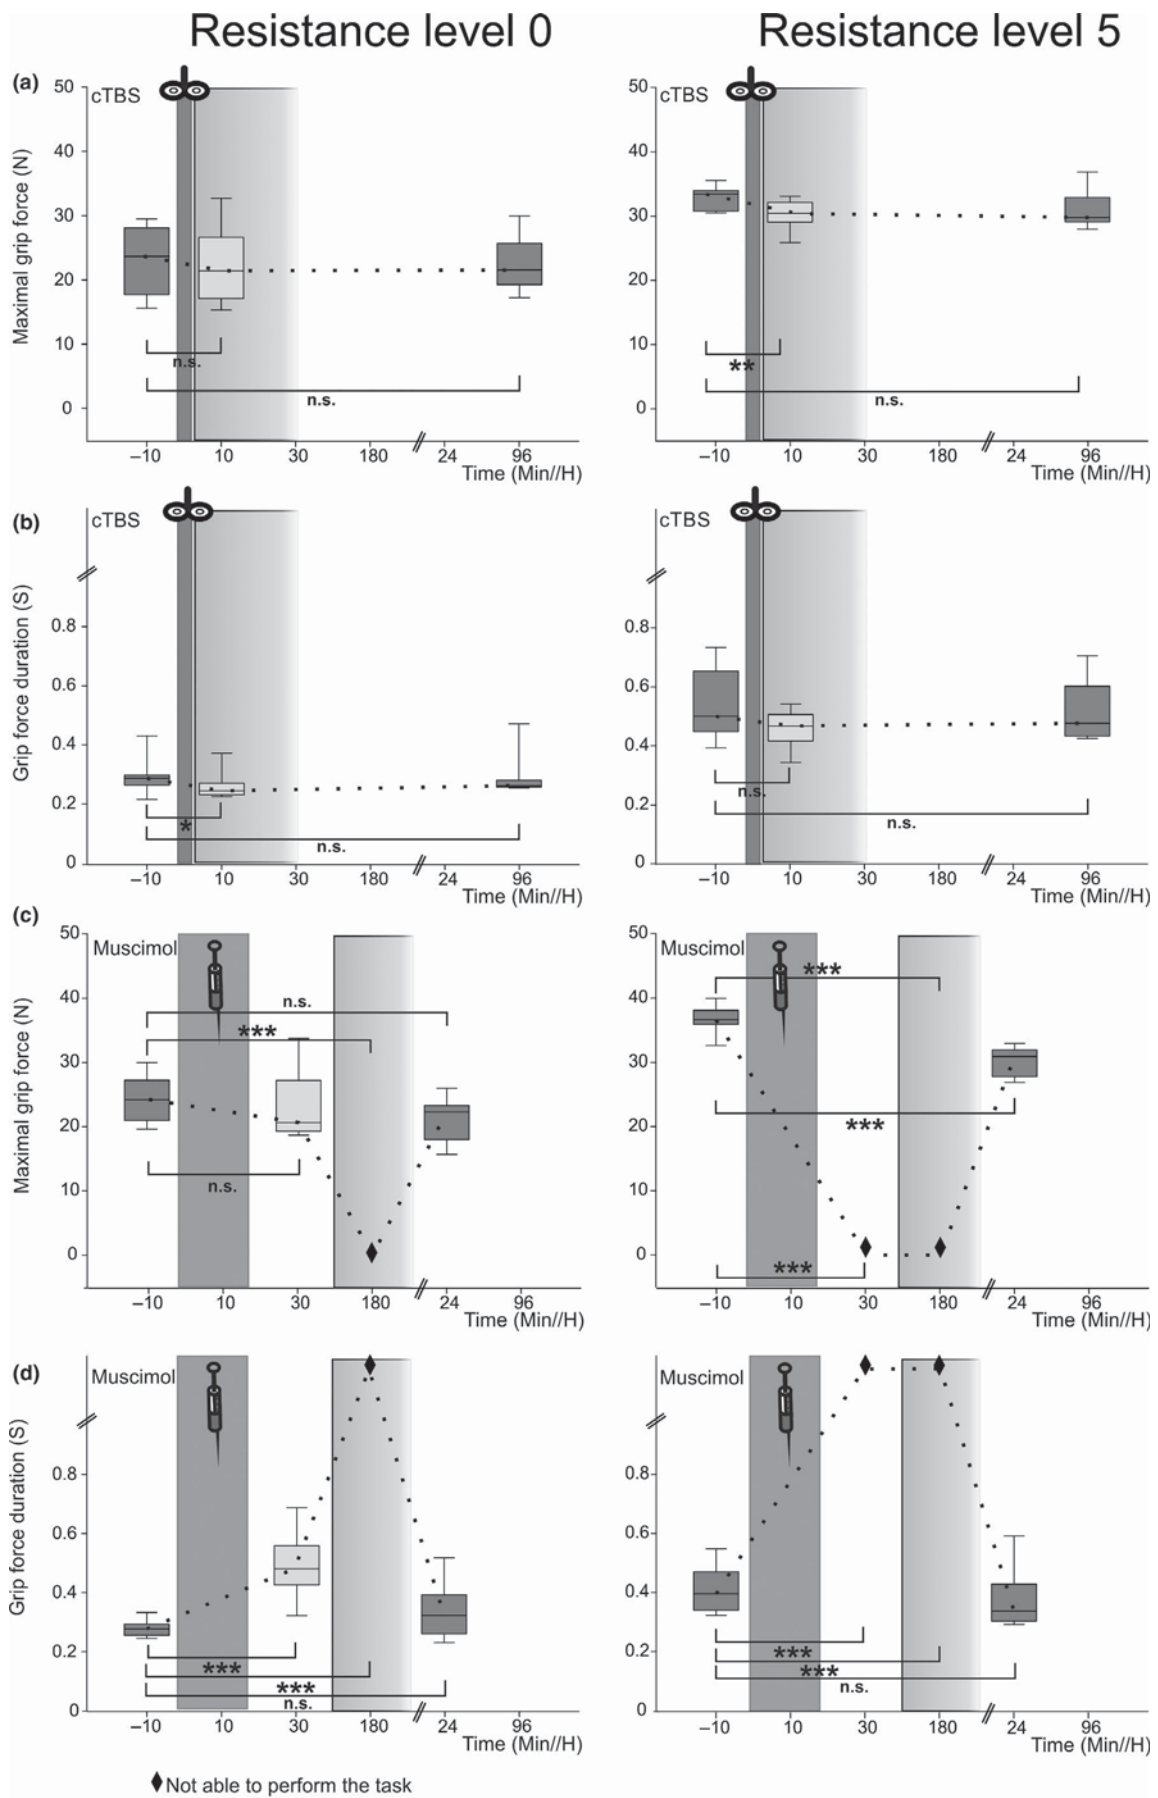 Resistance level 0
Resistance level 5
(a)
Maximal grip force (N)
50
40
30
20
10
0
cTBS
n.s.
n.s.
–10 10 30 180 24 96
Time (Min//H)
50
40
30
20
10
0
cTBS
**
n.s.
–10 10 30 180 24 96
Time (Min//H)
(b)
Grip force duration (S)
0.8
0.6
0.4
0.2
0
cTBS
*
n.s.
–10 10 30 180 24 96
Time (Min//H)
0.8
0.6
0.4
0.2
0
cTBS
n.s.
n.s.
–10 10 30 180 24 96
Time (Min//H)
(c)
Maximal grip force (N)
50
40
30
20
10
0
Muscimol
n.s.
***
n.s.
–10 10 30 180 24 96
Time (Min//H)
50
40
30
20
10
0
Muscimol
***
***
***
–10 10 30 180 24 96
Time (Min//H)
(d)
Grip force duration (S)
0.8
0.6
0.4
0.2
0
Muscimol
***
***
n.s.
–10 10 30 180 24 96
Time (Min//H)
0.8
0.6
0.4
0.2
0
Muscimol
***
***
n.s.
–10 10 30 180 24 96
Time (Min//H)
Not able to perform the task